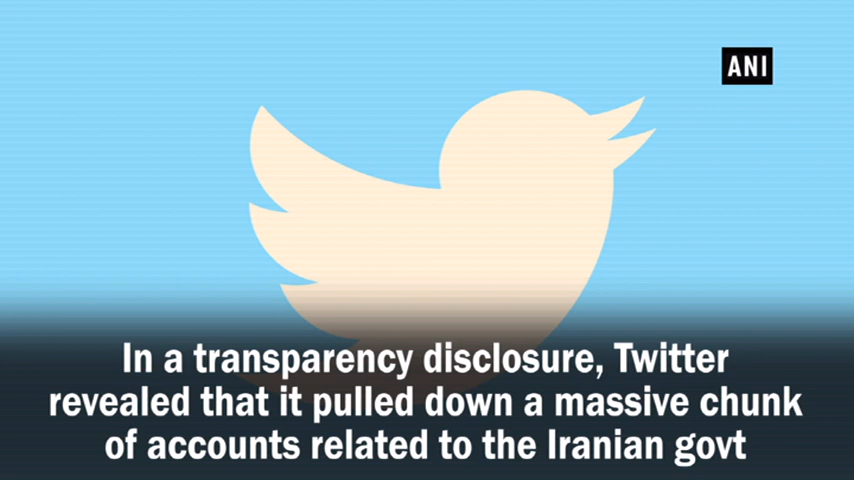 ANI
In a transparency disclosure, Twitter
revealed that it pulled down a massive chunk
of accounts related to the Iranian govt